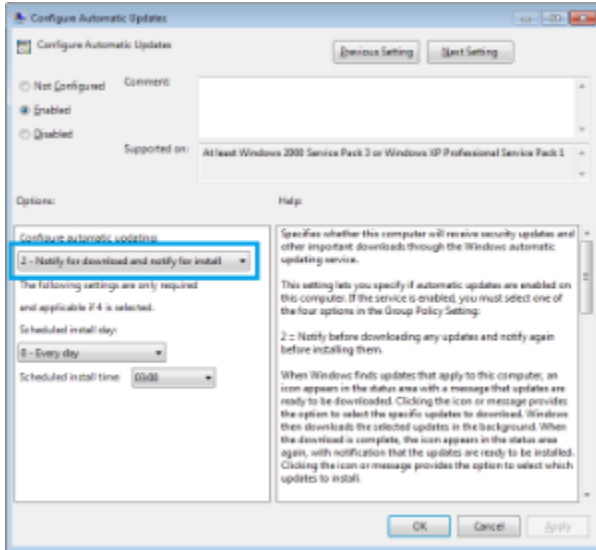 Configure Automatic Updates
Configure Automatic Updates
Previous Setting
Next Setting
Not Configured
Comment:
Enabled
Disabled
Supported on:
At least Windows 2000 Service Pack 3 or Windows XP Professional Service Pack 1
Options:
Help:
Configure automatic updating:
2 - Notify for download and notify for install
The following settings are only required
and applicable if 4 is selected.
Scheduled install day:
0 - Every day
Scheduled install time:
03:00
Specifies whether this computer will receive security updates and
other important downloads through the Windows automatic
updating service.
This setting lets you specify if automatic updates are enabled on
this computer. If the service is enabled, you must select one of
the four options in the Group Policy Setting:
2 = Notify before downloading any updates and notify again
before installing them.
When Windows finds updates that apply to this computer, an
icon appears in the status area with a message that updates are
ready to be downloaded. Clicking the icon or message provides
the option to select the specific updates to download. Windows
then downloads the selected updates in the background. When
the download is complete, the icon appears in the status area
again, with notification that the updates are ready to be installed.
Clicking the icon or message provides the option to select which
updates to install.
OK
Cancel
Apply